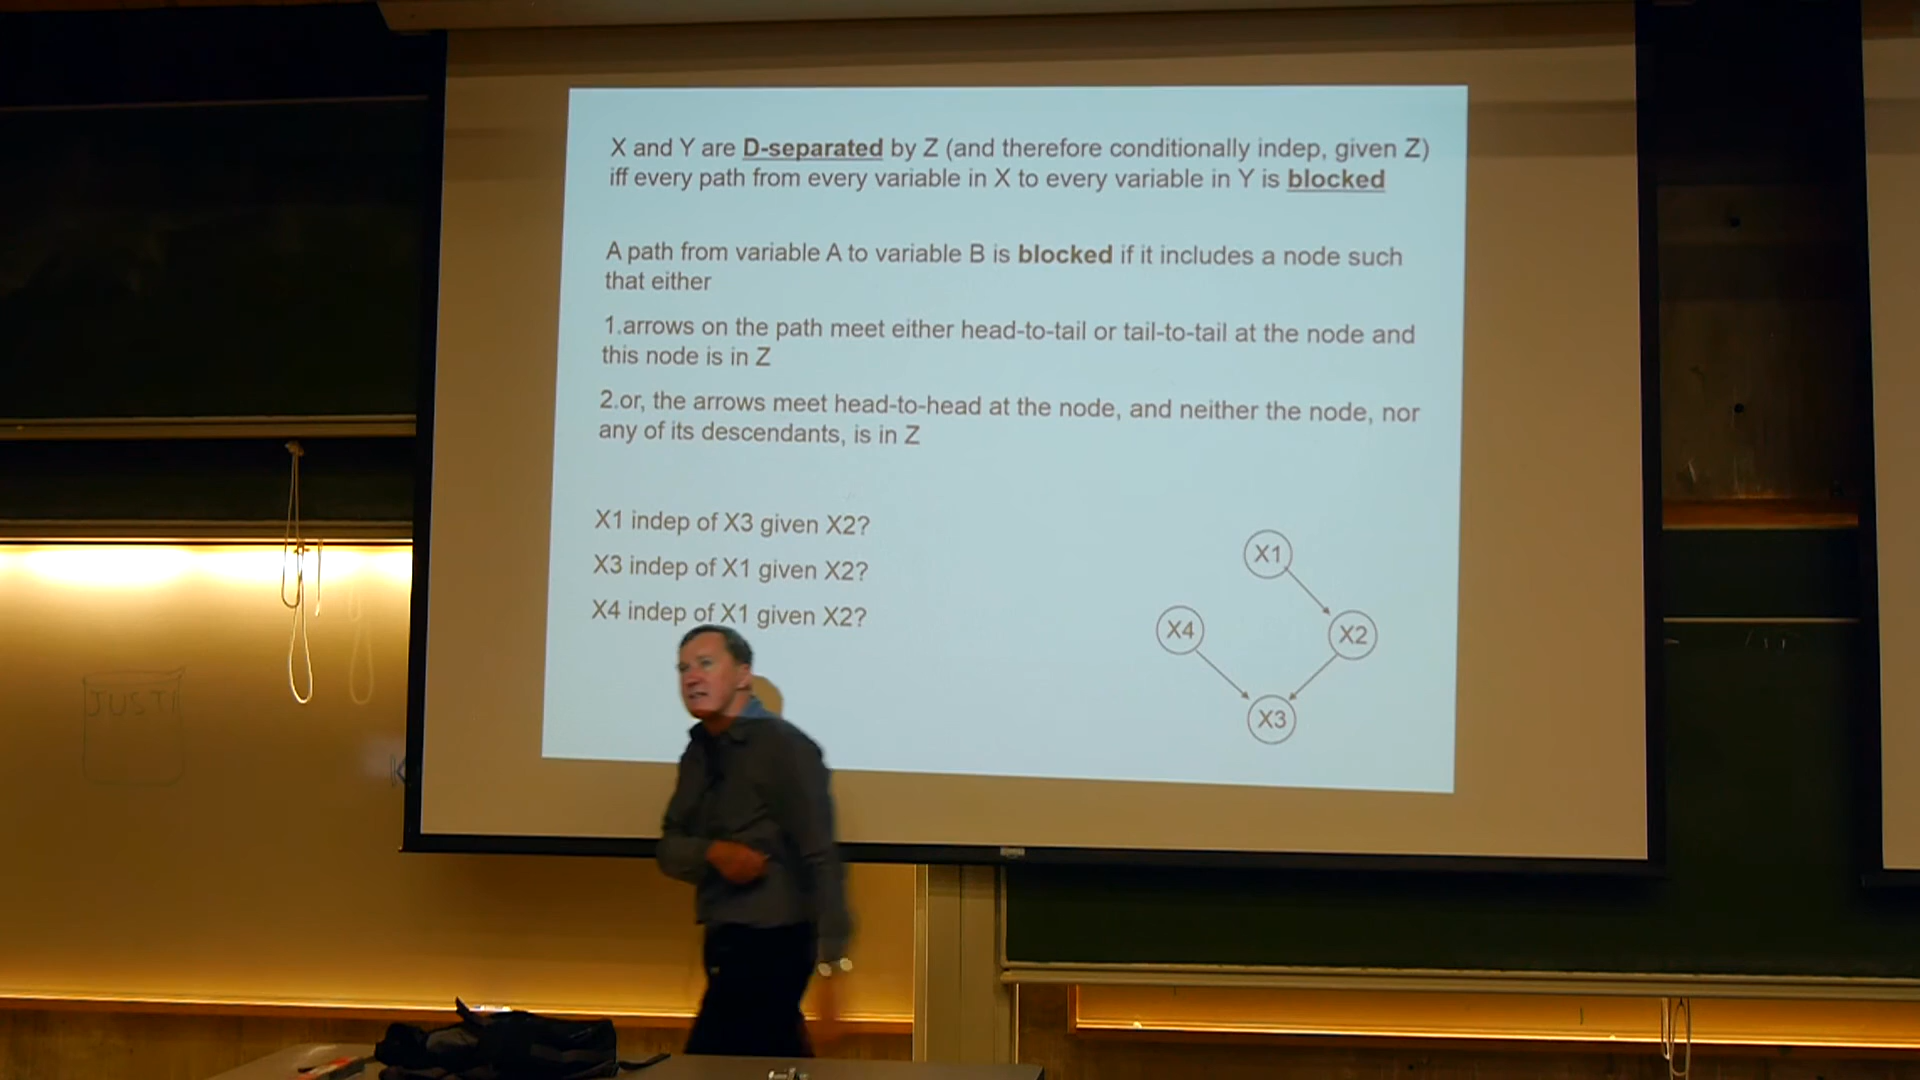 X and Y are D-separated by Z (and therefore conditionally indep, given Z)
iff every path from every variable in X to every variable in Y is blocked
A path from variable A to variable B is blocked if it includes a node such
that either
1.arrows on the path meet either head-to-tail or tail-to-tail at the node and
this node is in Z
2.or, the arrows meet head-to-head at the node, and neither the node, nor
any of its descendants, is in Z
X1 indep of X3 given X2?
X3 indep of X1 given X2?
X4 indep of X1 given X2?
X1
X4
X2
X3
JUST